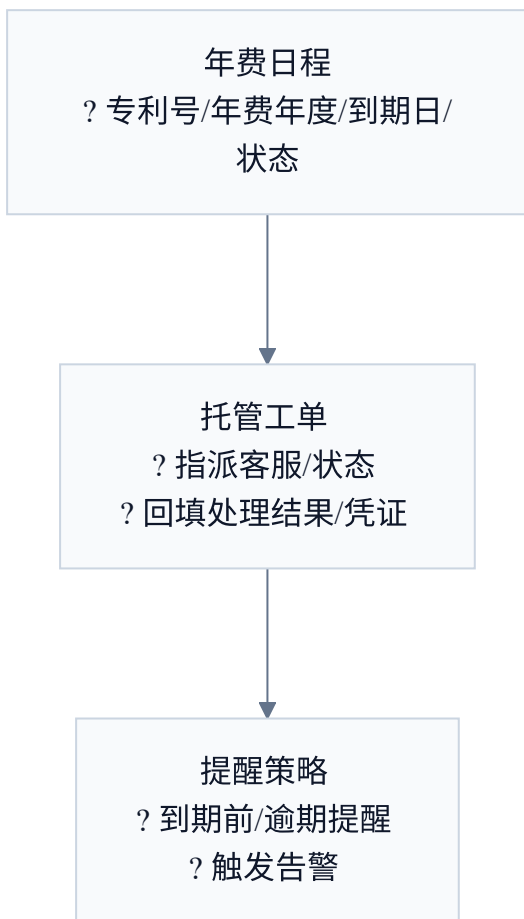 年费日程
? 专利号/年费年度/到期日/
状态
托管工单
? 指派客服/状态
? 回填处理结果/凭证
提醒策略
? 到期前/逾期提醒
? 触发告警